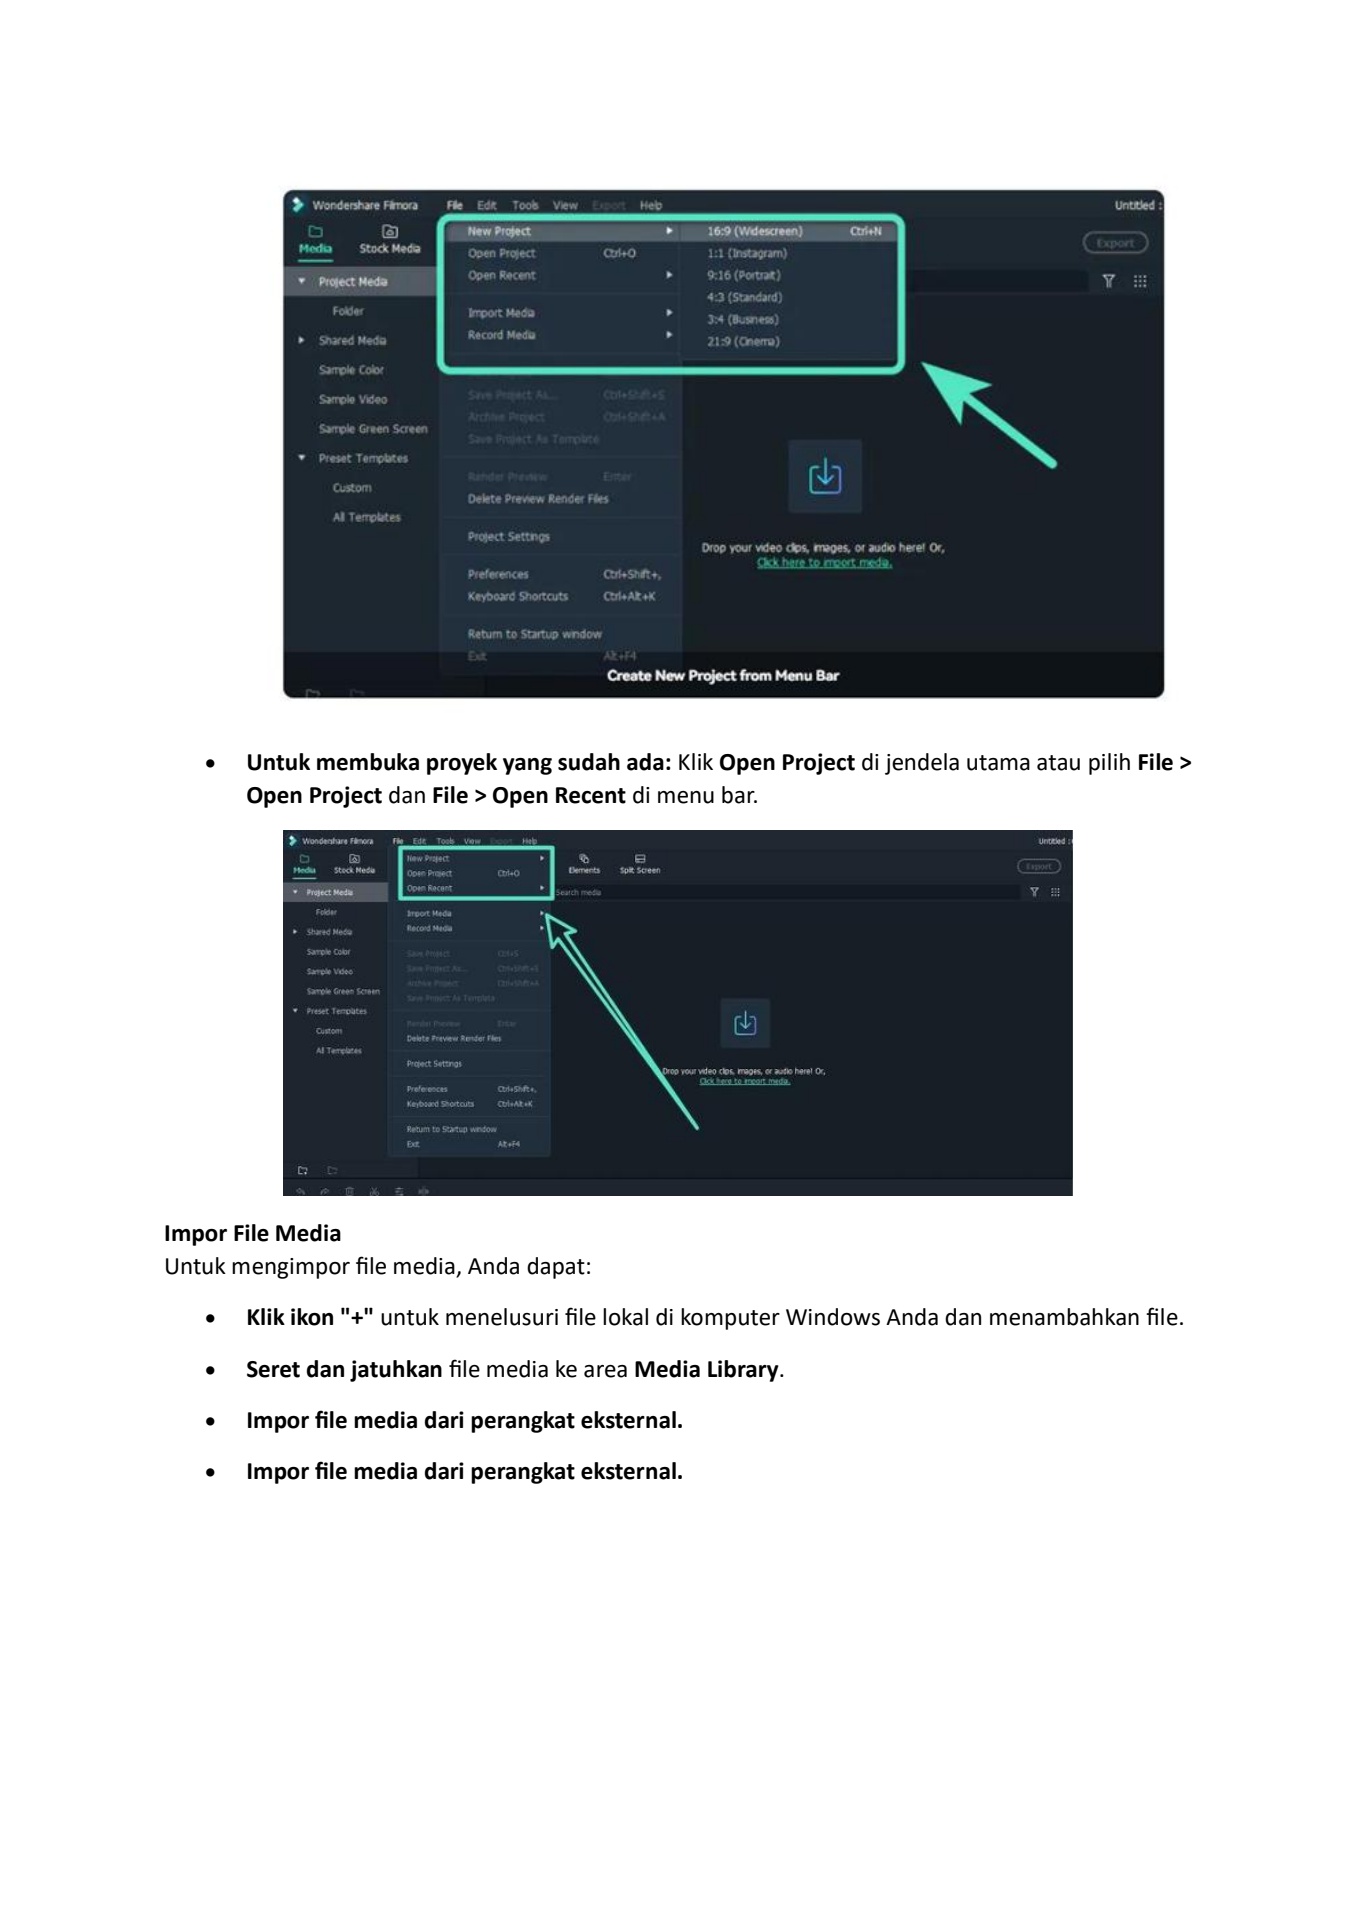 Wondershare Filmora File Edit Tools View Export Help Untitled :
Media Stock Media Export
New Project 16:9 (Widescreen) Ctrl+N
Open Project Ctrl+O 1:1 (Instagram)
Project Media Open Recent 9:16 (Portrait)
4:3 (Standard)
Folder Import Media 3:4 (Business)
Shared Media Record Media 21:9 (Cinema)
Sample Color
Sample Video Save Project As... Ctrl+Shift+S
Archive Project Ctrl+Shift+A
Sample Green Screen Save Project As Template
Preset Templates
Render Preview Enter
Custom Delete Preview Render Files
All Templates
Project Settings
Drop your video clips, images, or audio here! Or,
Click here to import media.
Preferences Ctrl+Shift+,
Keyboard Shortcuts Ctrl+Alt+K
Return to Startup window
Exit Alt+F4
Create New Project from Menu Bar
• Untuk membuka proyek yang sudah ada: Klik Open Project di jendela utama atau pilih File >
Open Project dan File > Open Recent di menu bar.
Wondershare Filmora File Edit Tools View Export Help Untitled :
Media Stock Media Elements Split Screen Export
New Project
Open Project Ctrl+O
Project Media Open Recent Search media
Folder Import Media
Shared Media Record Media
Sample Color Save Project Ctrl+S
Sample Video Save Project As... Ctrl+Shift+S
Archive Project Ctrl+Shift+A
Sample Green Screen Save Project As Template
Preset Templates
Render Preview Enter
Custom Delete Preview Render Files
All Templates
Project Settings
Drop your video clips, images, or audio here! Or,
Click here to import media.
Preferences Ctrl+Shift+,
Keyboard Shortcuts Ctrl+Alt+K
Return to Startup window
Exit Alt+F4
Impor File Media
Untuk mengimpor file media, Anda dapat:
• Klik ikon "+" untuk menelusuri file lokal di komputer Windows Anda dan menambahkan file.
• Seret dan jatuhkan file media ke area Media Library.
• Impor file media dari perangkat eksternal.
• Impor file media dari perangkat eksternal.